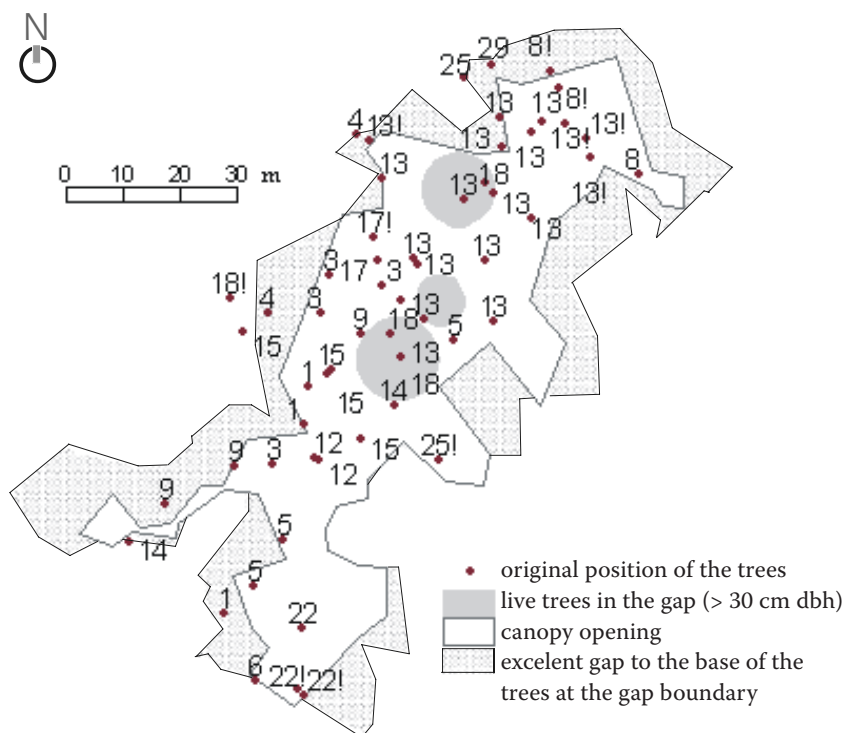 N
29 8!
25
13 13 8!
4 13! 13 13! 13!
13 13 8
13 18 13 13!
13
17! 13 13
3 17 3 13
18! 4 3 13 13
15 9 18 5
15 13
1 14 18
15
1
12 15 25!
9 3 12
9
14 5
5
1 22
6 22! 22!
0 10 20 30 m
original position of the trees
live trees in the gap (> 30 cm dbh)
canopy opening
excelent gap to the base of the
trees at the gap boundary